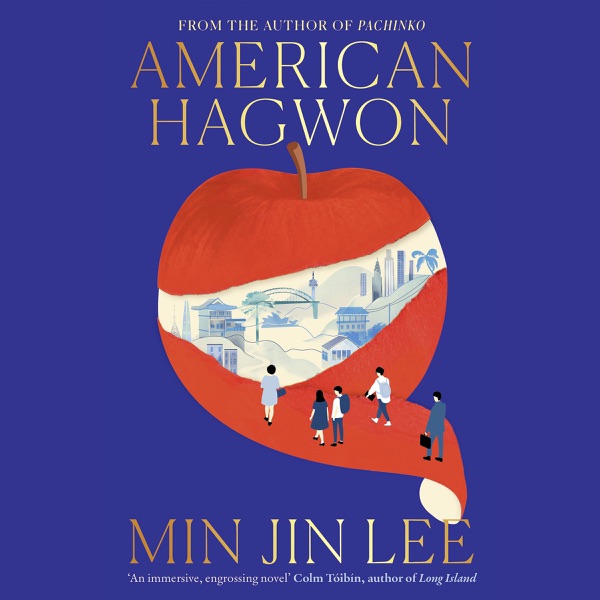 FROM THE AUTHOR OF PACHINKO
AMERICAN
HAGWON
MIN JIN LEE
‘An immersive, engrossing novel’ Colm Tóibín, author of Long Island